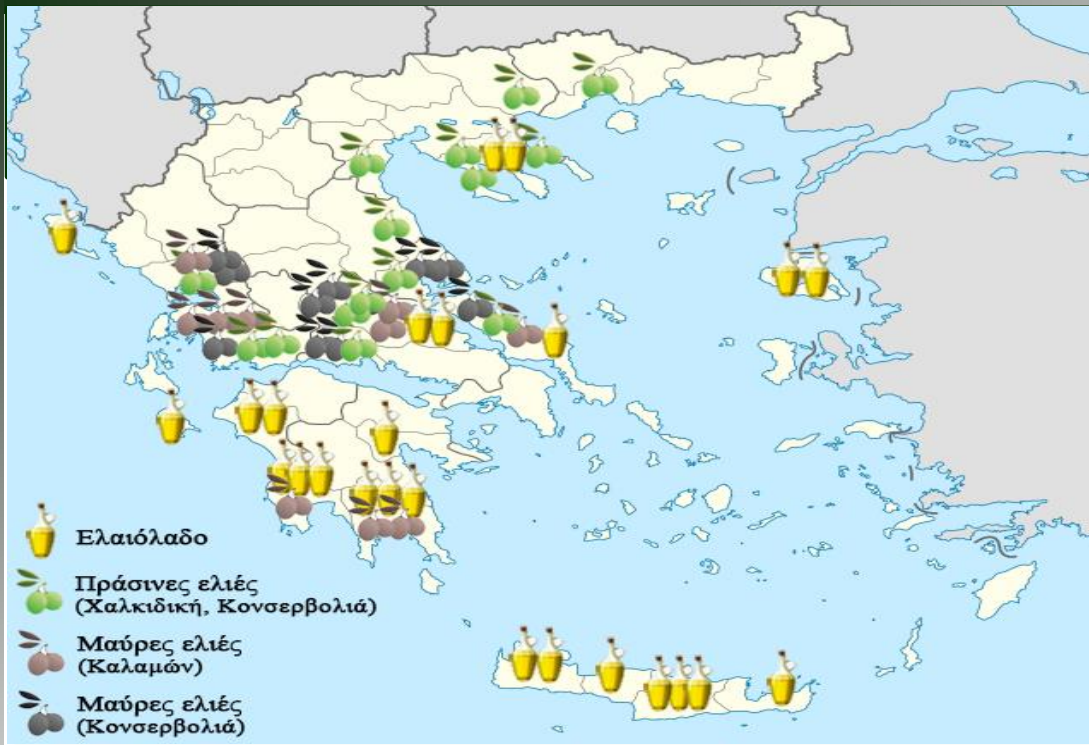 Ελαιόλαδο
Πράσινες ελιές
(Χαλκιδική, Κονσερβολιά)
Μαύρες ελιές
(Καλαμών)
Μαύρες ελιές
(Κονσερβολιά)